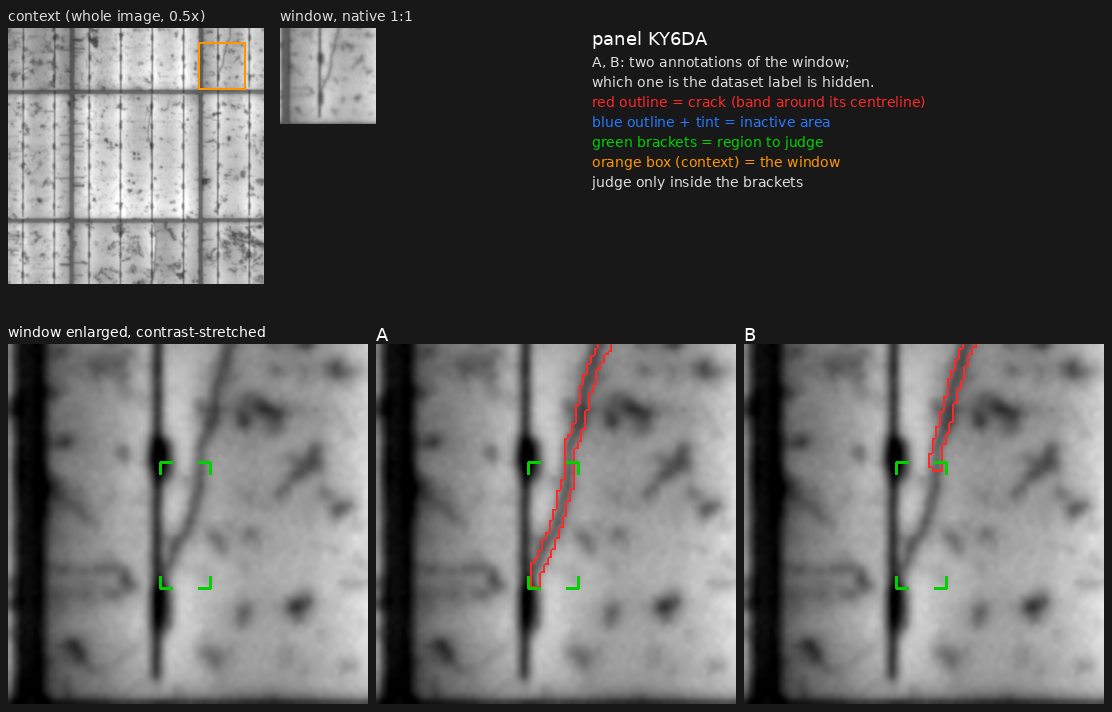 context (whole image, 0.5x)
window, native 1:1
panel KY6DA
A, B: two annotations of the window;
which one is the dataset label is hidden.
red outline = crack (band around its centreline)
blue outline + tint = inactive area
green brackets = region to judge
orange box (context) = the window
judge only inside the brackets
window enlarged, contrast-stretched
A
B